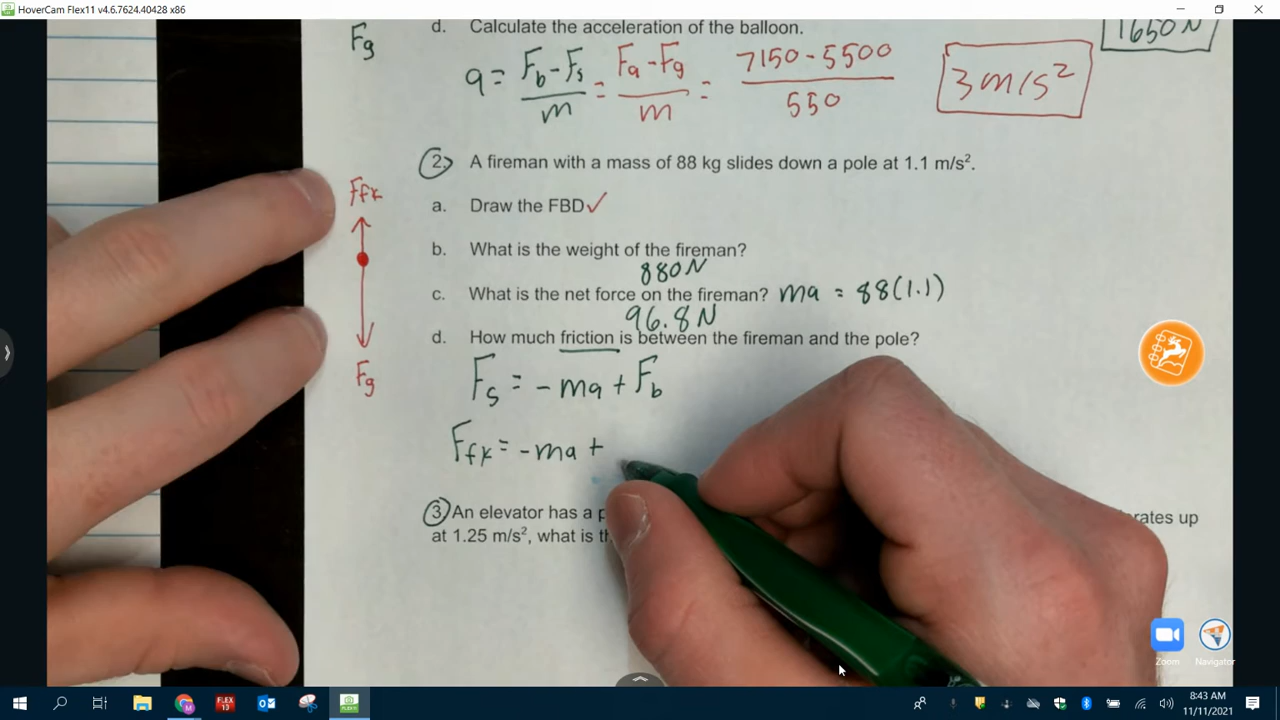 HoverCam Flex11 v4.6.7624.40428 x86
d. Calculate the acceleration of the balloon.
1650N
Fg
a = Fb-Fs/m = Fa-Fg/m = 7150-5500/550
3m/s²
2. A fireman with a mass of 88 kg slides down a pole at 1.1 m/s².
Ffk
a. Draw the FBD✓
b. What is the weight of the fireman?
880N
c. What is the net force on the fireman? ma = 88(1.1)
96.8N
d. How much friction is between the fireman and the pole?
Fg
Fs = -ma + Fb
Ffk = -ma +
3 An elevator has a
rates up
at 1.25 m/s², what is
Zoom
Navigator
FLEX
13
8:43 AM
11/11/2021